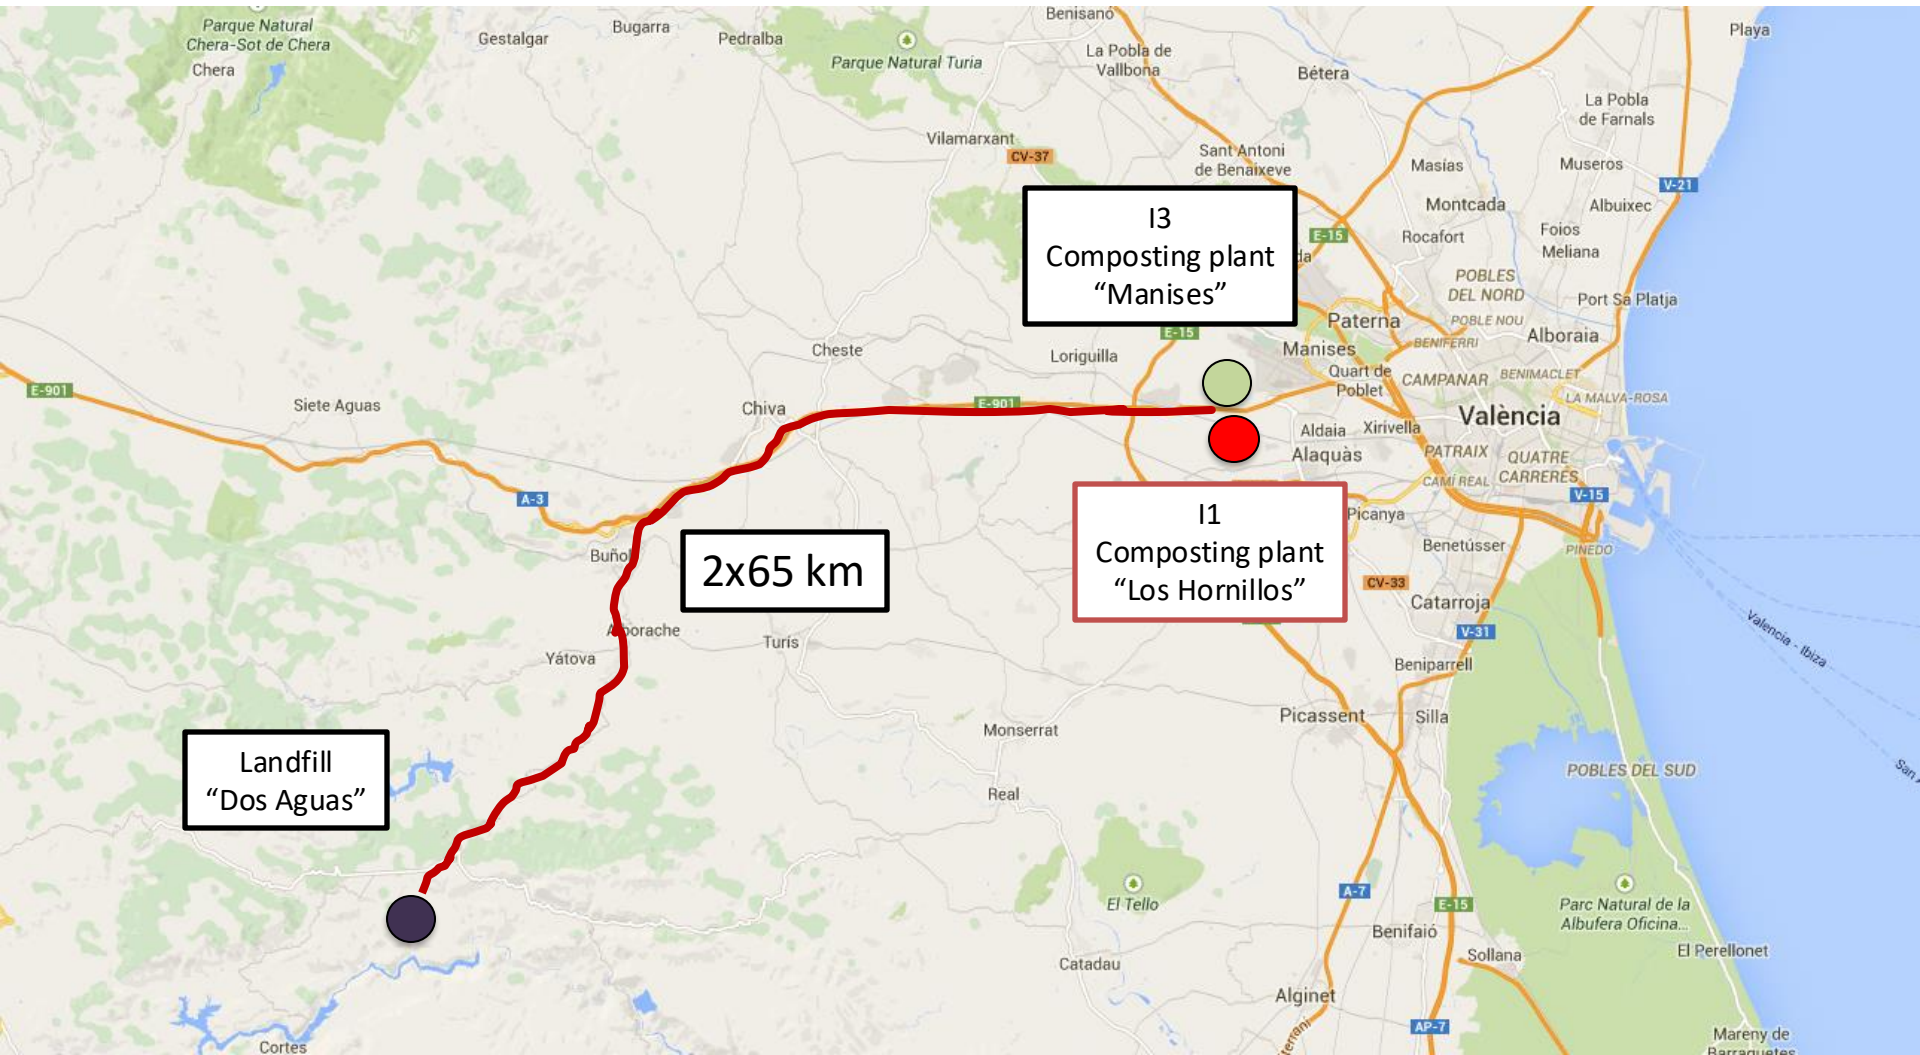 Parque Natural
Chera-Sot de Chera
Chera
Gestalgar
Bugarra
Pedralba
Parque Natural Turia
Benisanó
La Pobla de
Vallbona
Bétera
Playa
La Pobla
de Farnals
Vilamarxant
CV-37
Sant Antoni
de Benaixeve
Masías
Museros
V-21
Montcada
Albuixec
I3
Composting plant
“Manises”
E-15
Rocafort
Foios
Meliana
da
POBLES
DEL NORD
Port Sa Platja
Paterna
POBLE NOU
Alboraia
E-15
Manises
BENIFERRI
Cheste
Loriguilla
Quart de
Poblet
CAMPANAR
BENIMACLET
LA MALVA-ROSA
E-901
Siete Aguas
Chiva
E-901
València
Aldaia
Xirivella
Alaquàs
PATRAIX
QUATRE
CARRERES
CAMÍ REAL
V-15
A-3
I1
Composting plant
“Los Hornillos”
Picanya
Benetússer
PINEDO
Buñol
2x65 km
CV-33
Catarroja
V-31
Valencia - Ibiza
Alborache
Turís
Yátova
Beniparrell
Picassent
Silla
Monserrat
Landfill
“Dos Aguas”
POBLES DEL SUD
San
Real
El Tello
A-7
E-15
Parc Natural de la
Albufera Oficina...
Benifaió
Sollana
El Perellonet
Catadau
Alginet
AP-7
Cortes
Mareny de
Barraquetes